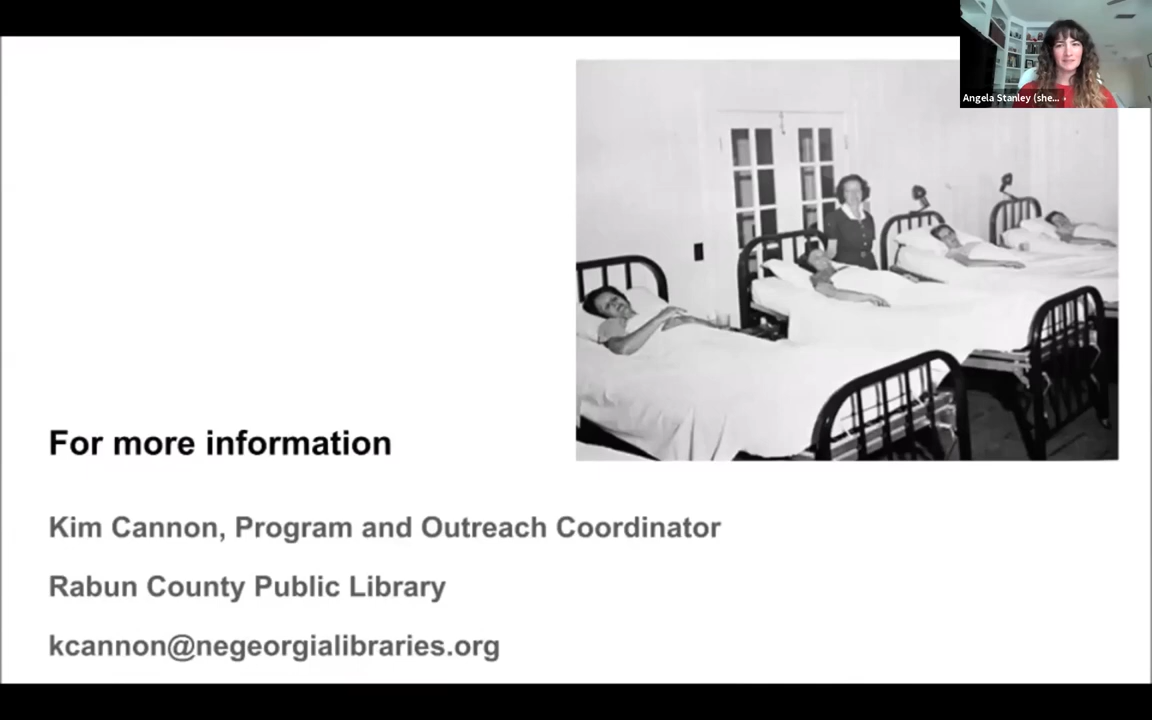 Angela Stanley (she...
For more information
Kim Cannon, Program and Outreach Coordinator
Rabun County Public Library
kcannon@negeorgialibraries.org